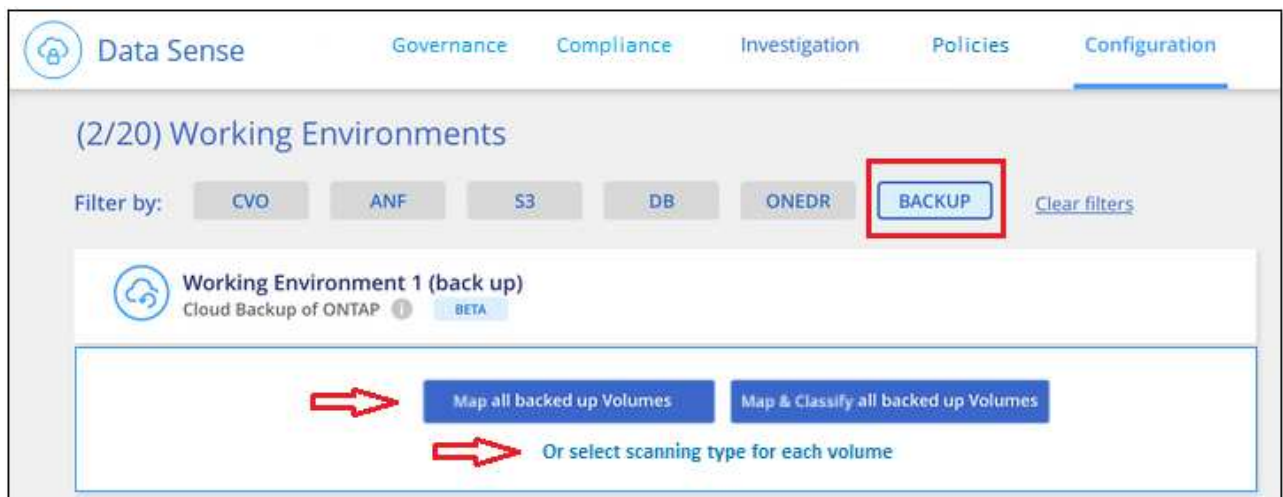 Data Sense Governance Compliance Investigation Policies Configuration
(2/20) Working Environments
Filter by: CVO ANF S3 DB ONEDR BACKUP Clear filters
Working Environment 1 (back up)
Cloud Backup of ONTAP i BETA
Map all backed up Volumes Map & Classify all backed up Volumes
Or select scanning type for each volume